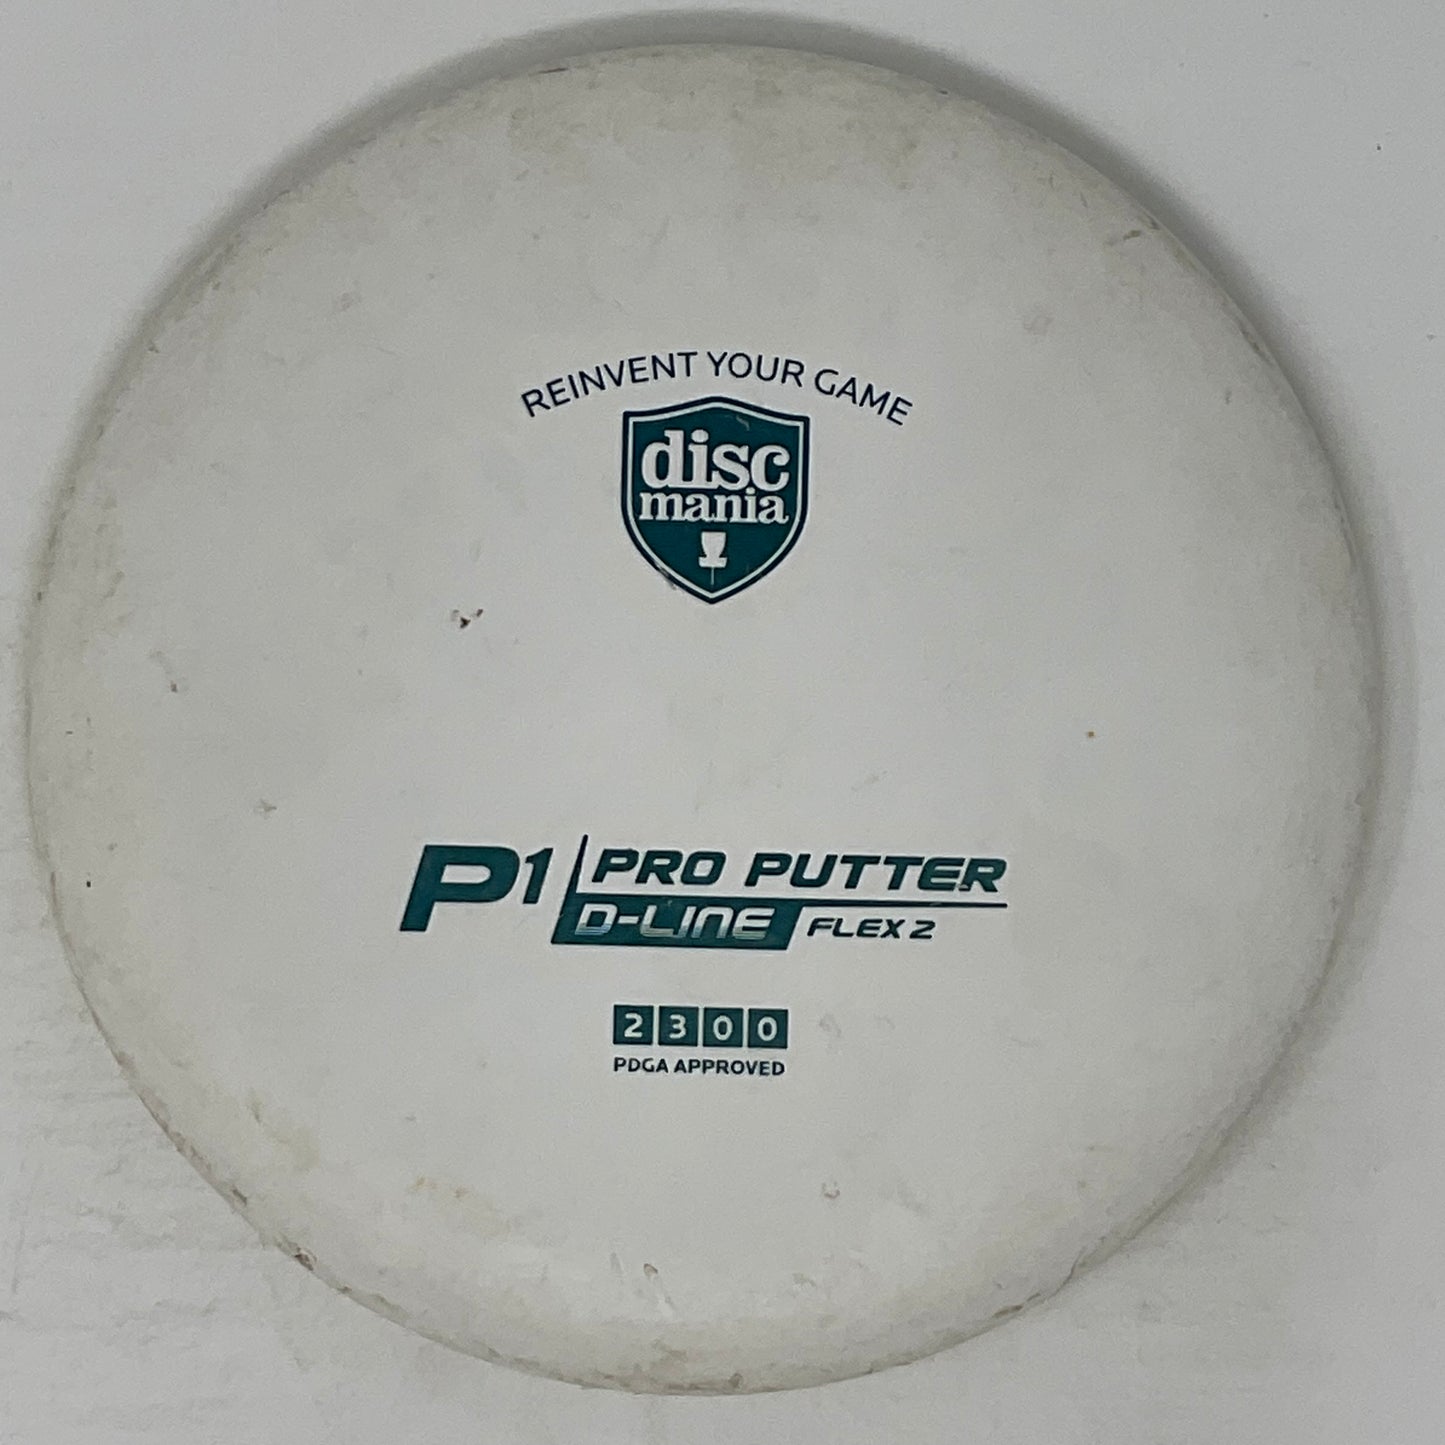 REINVENT YOUR GAME
disc
mania
P1 PRO PUTTER
D-LINE FLEX 2
2 3 0 0
PDGA APPROVED